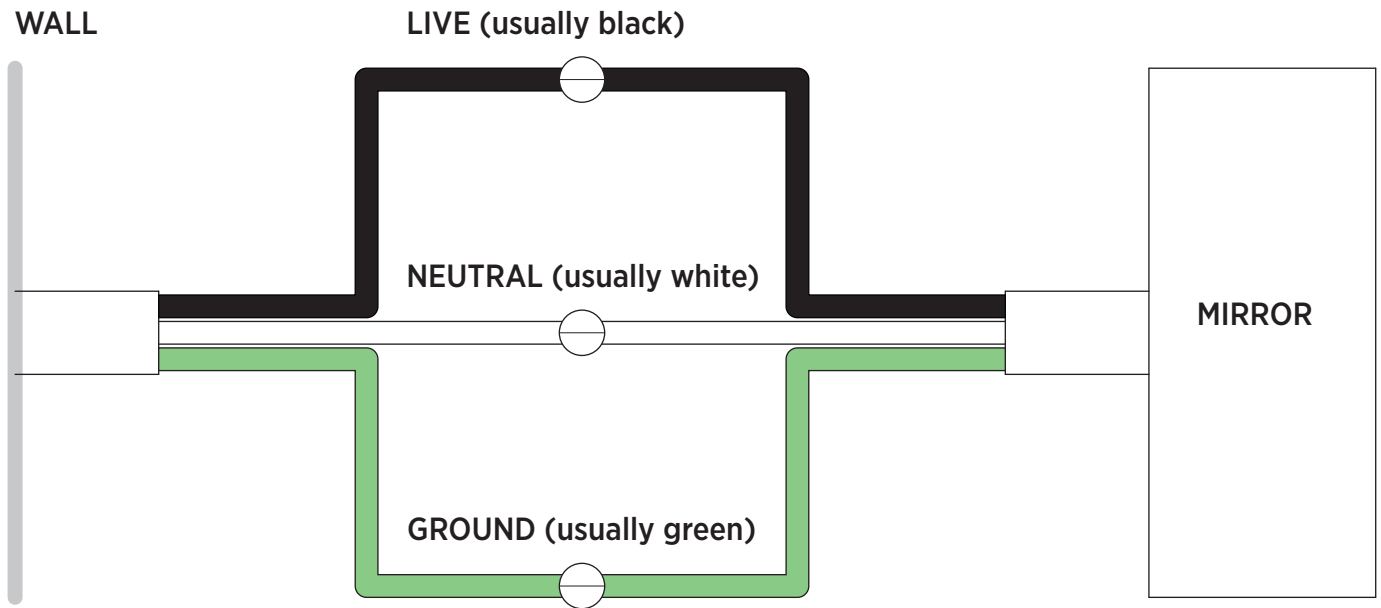 WALL
LIVE (usually black)
NEUTRAL (usually white)
MIRROR
GROUND (usually green)